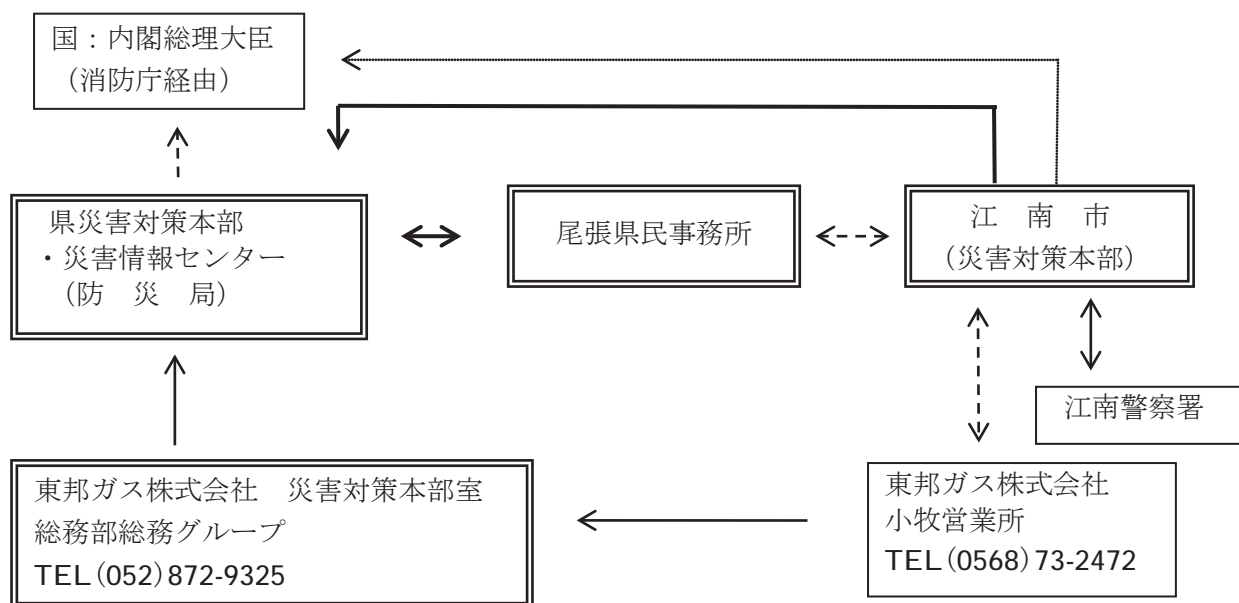 国：内閣総理大臣
（消防庁経由）
県災害対策本部
・災害情報センター
（防　災　局）
尾張県民事務所
江　南　市
（災害対策本部）
江南警察署
東邦ガス株式会社　災害対策本部室
総務部総務グループ
TEL(052)872-9325
東邦ガス株式会社
小牧営業所
TEL(0568)73-2472